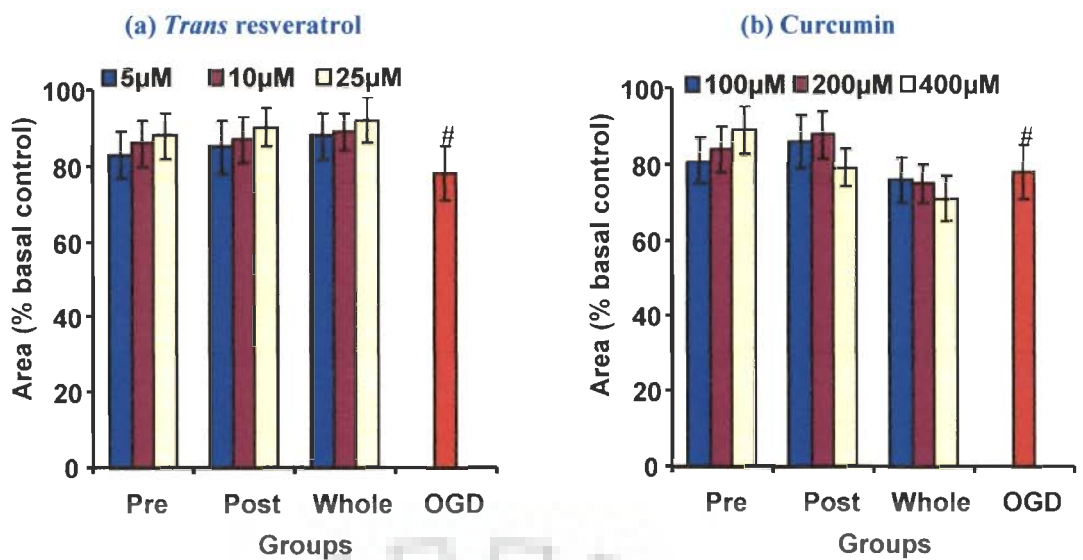 (a) Trans resveratrol
5µM 10µM 25µM
100
80
60
40
20
0
Area (% basal control)
#
Pre Post Whole OGD
Groups
(b) Curcumin
100µM 200µM 400µM
100
80
60
40
20
0
Area (% basal control)
#
Pre Post Whole OGD
Groups